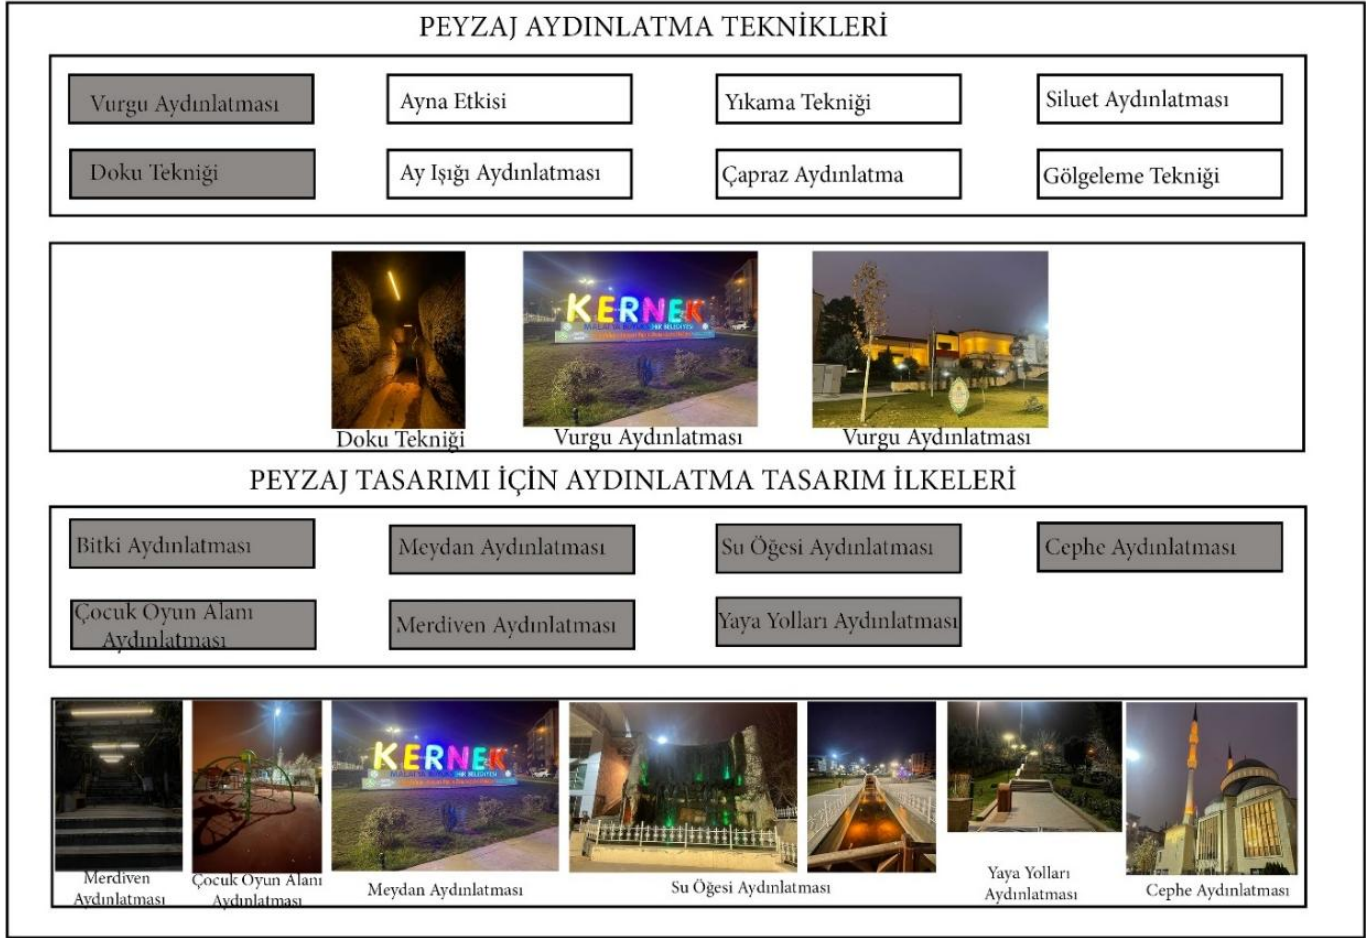 PEYZAJ AYDINLATMA TEKNİKLERİ
Vurgu Aydınlatması
Ayna Etkisi
Yıkama Tekniği
Siluet Aydınlatması
Doku Tekniği
Ay Işığı Aydınlatması
Çapraz Aydınlatma
Gölgeleme Tekniği
KERNEK
Doku Tekniği
Vurgu Aydınlatması
Vurgu Aydınlatması
PEYZAJ TASARIMI İÇİN AYDINLATMA TASARIM İLKELERİ
Bitki Aydınlatması
Meydan Aydınlatması
Su Öğesi Aydınlatması
Cephe Aydınlatması
Çocuk Oyun Alanı
Aydınlatması
Merdiven Aydınlatması
Yaya Yolları Aydınlatması
KERNEK
Merdiven
Aydınlatması
Çocuk Oyun Alanı
Aydınlatması
Meydan Aydınlatması
Su Öğesi Aydınlatması
Yaya Yolları
Aydınlatması
Cephe Aydınlatması